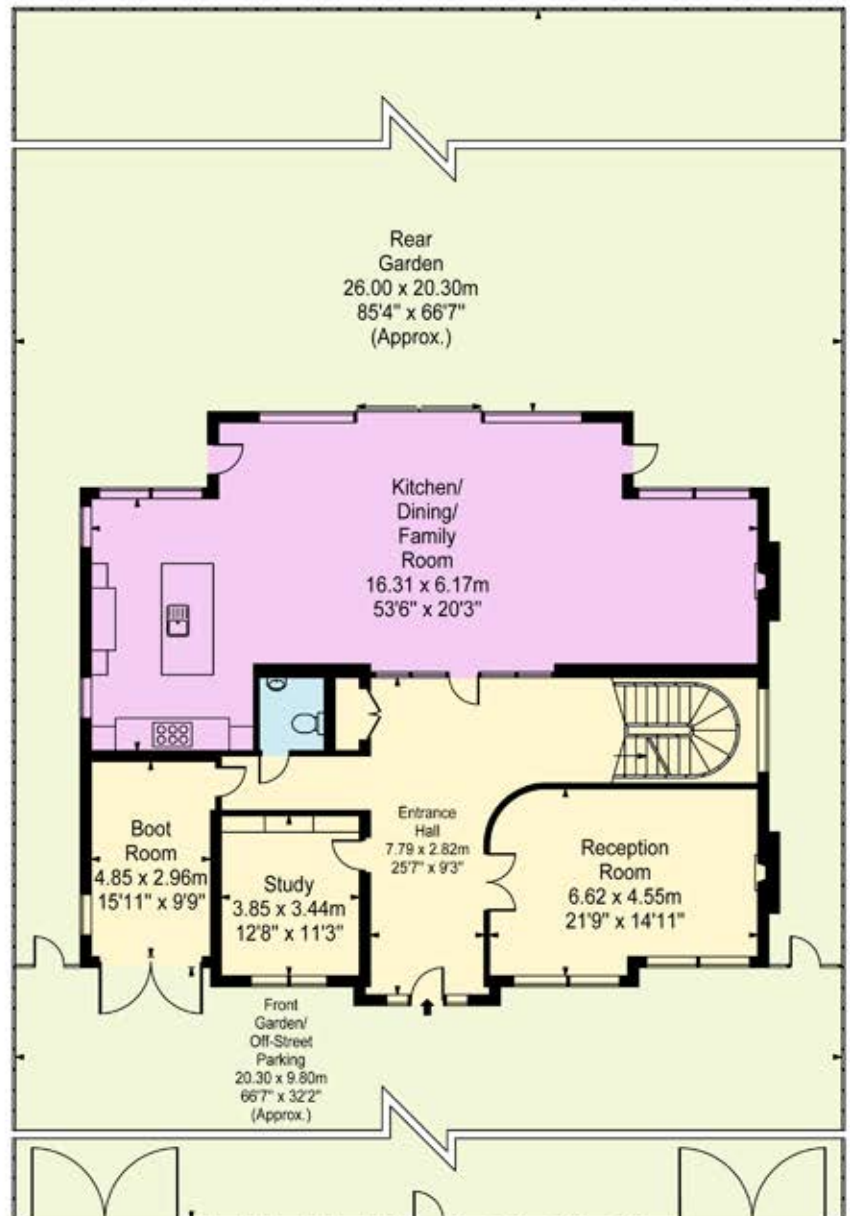 Rear
Garden
26.00 x 20.30m
85'4" x 66'7"
(Approx.)
Kitchen/
Dining/
Family
Room
16.31 x 6.17m
53'6" x 20'3"
Entrance
Hall
7.79 x 2.82m
25'7" x 9'3"
Boot
Room
4.85 x 2.96m
15'11" x 9'9"
Study
3.85 x 3.44m
12'8" x 11'3"
Reception
Room
6.62 x 4.55m
21'9" x 14'11"
Front
Garden/
Off-Street
Parking
20.30 x 9.80m
66'7" x 32'2"
(Approx.)